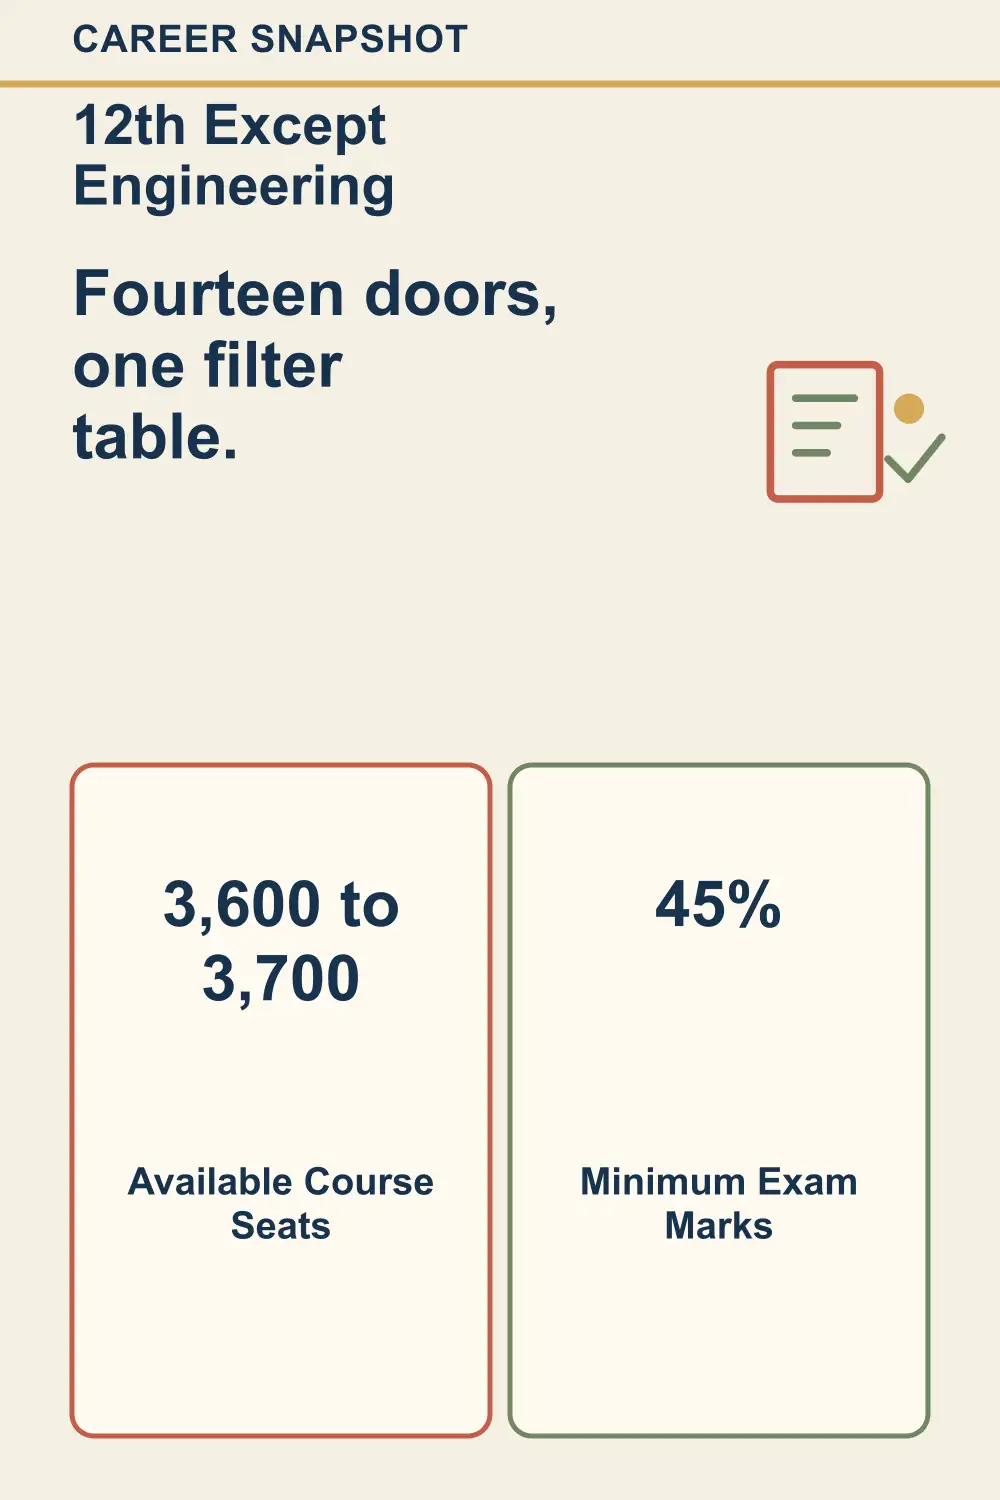 CAREER SNAPSHOT
12th Except
Engineering
Fourteen doors,
one filter
table.
3,600 to
3,700
Available Course
Seats
45%
Minimum Exam
Marks